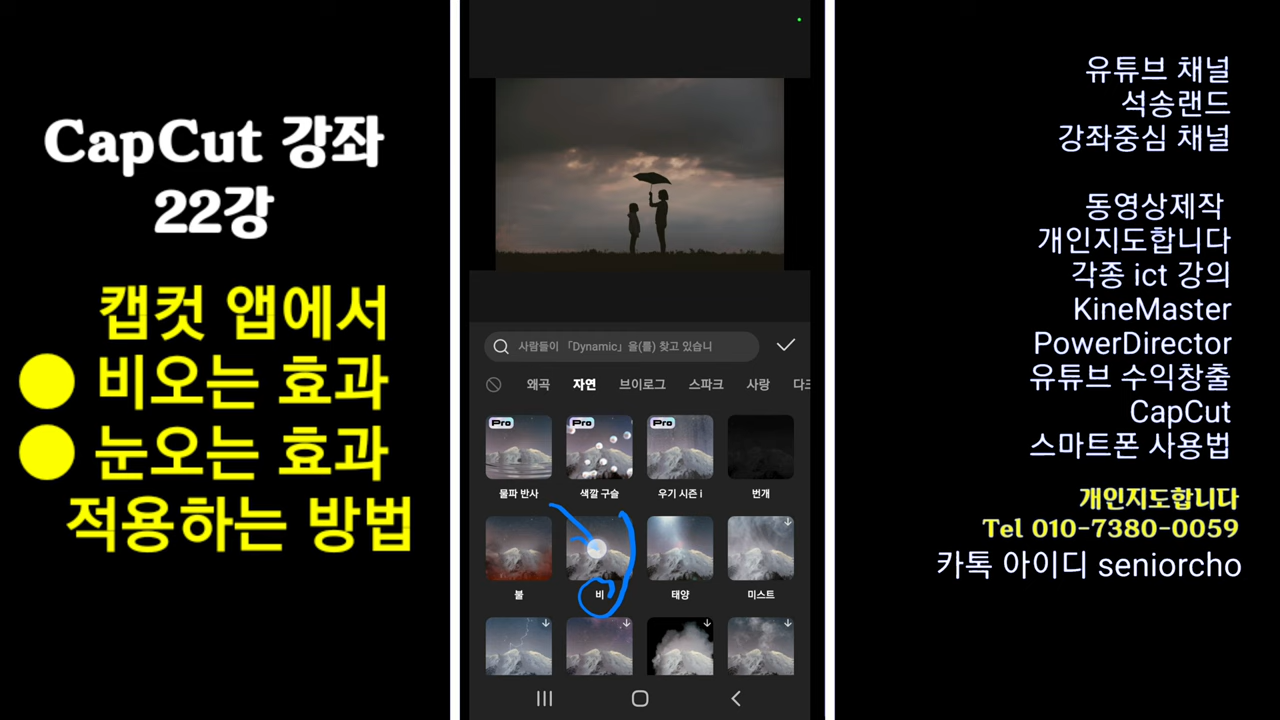 CapCut 강좌
22강
캡컷 앱에서
비오는 효과
눈오는 효과
적용하는 방법
사람들이 「Dynamic」을(를) 찾고 있습니
왜곡 자연 브이로그 스파크 사랑 다크
Pro Pro Pro
물파 반사 색깔 구슬 우기 시즌 i 번개
불 비 태양 미스트
유튜브 채널
석송랜드
강좌중심 채널
동영상제작
개인지도합니다
각종 ict 강의
KineMaster
PowerDirector
유튜브 수익창출
CapCut
스마트폰 사용법
개인지도합니다
Tel 010-7380-0059
카톡 아이디 seniorcho